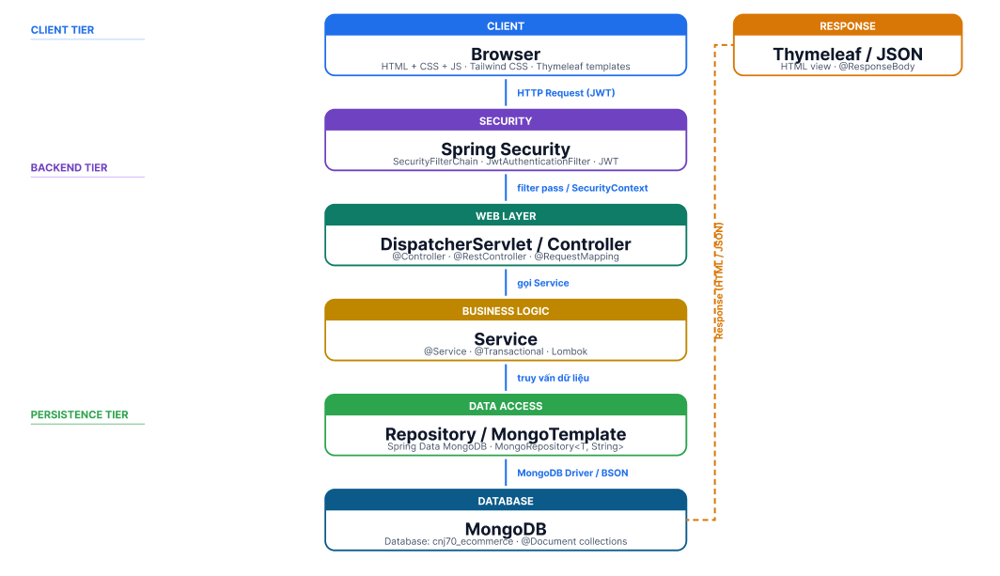 CLIENT TIER
CLIENT
Browser
HTML + CSS + JS · Tailwind CSS · Thymeleaf templates
RESPONSE
Thymeleaf / JSON
HTML view · @ResponseBody
HTTP Request (JWT)
BACKEND TIER
SECURITY
Spring Security
SecurityFilterChain · JwtAuthenticationFilter · JWT
filter pass / SecurityContext
WEB LAYER
DispatcherServlet / Controller
@Controller · @RestController · @RequestMapping
Response (HTML / JSON)
gọi Service
BUSINESS LOGIC
Service
@Service · @Transactional · Lombok
truy vấn dữ liệu
PERSISTENCE TIER
DATA ACCESS
Repository / MongoTemplate
Spring Data MongoDB · MongoRepository<T, String>
MongoDB Driver / BSON
DATABASE
MongoDB
Database: cnj70_ecommerce · @Document collections